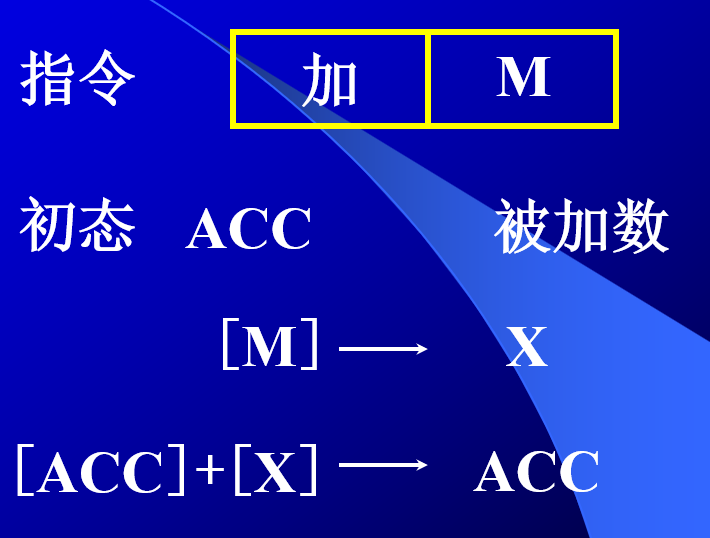 指令 加 M
初态 ACC 被加数
[M] → X
[ACC]+[X] → ACC